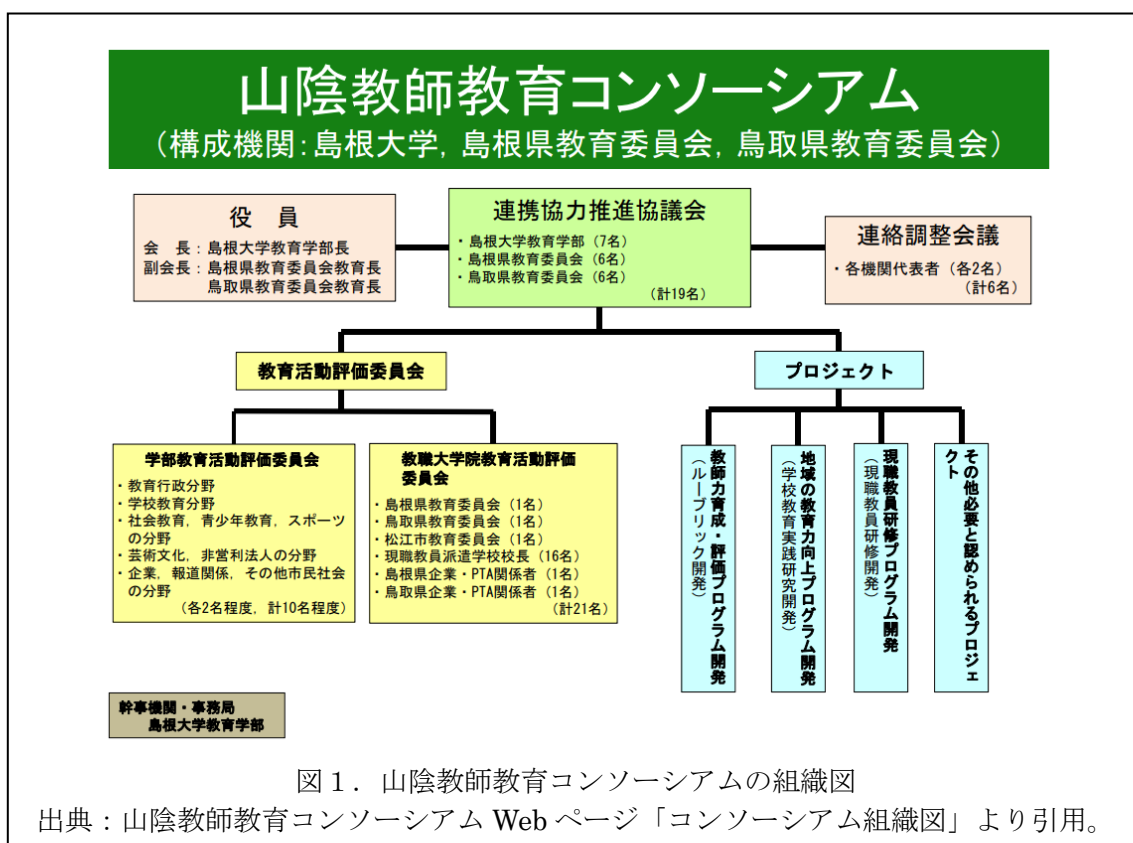 山陰教師教育コンソーシアム
（構成機関：島根大学，島根県教育委員会，鳥取県教育委員会）
役　員
会　長：島根大学教育学部長
副会長：島根県教育委員会教育長
鳥取県教育委員会教育長
連携協力推進協議会
・島根大学教育学部（7名）
・島根県教育委員会（6名）
・鳥取県教育委員会（6名）
（計19名）
連絡調整会議
・各機関代表者（各2名）
（計6名）
教育活動評価委員会
プロジェクト
学部教育活動評価委員会
・教育行政分野
・学校教育分野
・社会教育，青少年教育，スポーツ
の分野
・芸術文化，非営利法人の分野
・企業，報道関係，その他市民社会
の分野
（各2名程度，計10名程度）
教職大学院教育活動評価
委員会
・島根県教育委員会（1名）
・鳥取県教育委員会（1名）
・松江市教育委員会（1名）
・現職教員派遣学校校長（16名）
・島根県企業・PTA関係者（1名）
・鳥取県企業・PTA関係者（1名）
（計21名）
教師力育成・評価プログラム開発
（ルーブリック開発）
地域の教育力向上プログラム開発
（学校教育実践研究開発）
現職教員研修プログラム開発
（現職教員研修開発）
その他必要と認められるプロジェ
クト
幹事機関・事務局
島根大学教育学部
図１．山陰教師教育コンソーシアムの組織図
出典：山陰教師教育コンソーシアム Web ページ「コンソーシアム組織図」より引用。